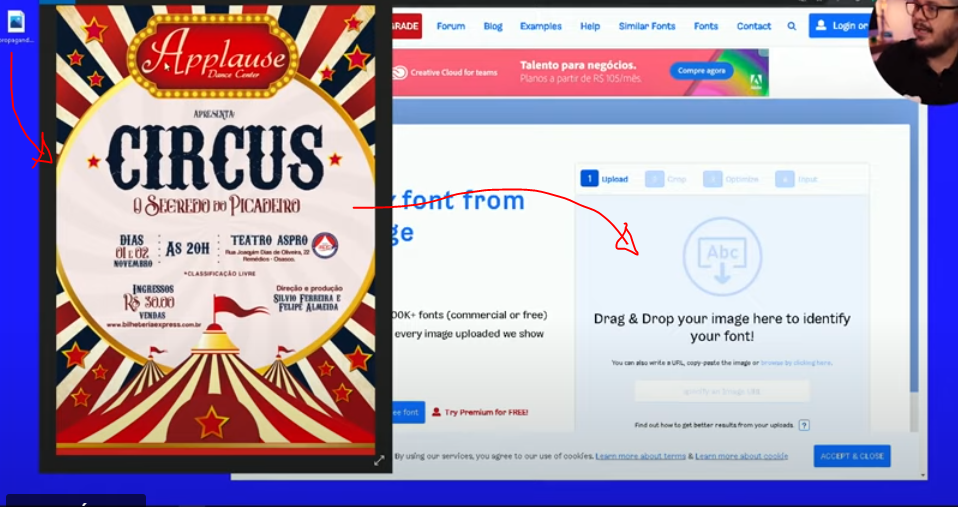 Applause
Dance Center
APRESENTA:
CIRCUS
O SEGREDO DO PICADEIRO
DIAS
01 E 02
NOVEMBRO
AS 20H
TEATRO ASPRO
Rua Joaquim Dias de Oliveira, 22
Remédios - Osasco.
*CLASSIFICAÇÃO LIVRE
INGRESSOS
R$ 30,00
VENDAS
www.bilheteriaexpress.com.br
Direção e produção
SILVIO FERREIRA E
FELIPE ALMEIDA
GRADE
Forum
Blog
Examples
Help
Similar Fonts
Fonts
Contact
Login or
Creative Cloud for teams
Talento para negócios.
Planos a partir de R$ 105/mês.
Compre agora
Adobe
font from
ge
1 Upload
2 Crop
3 Optimize
4 Input
Abc
Drag & Drop your image here to identify
your font!
You can also write a URL, copy-paste the image or browse by clicking here.
specify an Image URL
Find out how to get better results from your uploads. ?
00K+ fonts (commercial or free)
every image uploaded we show
ee font
Try Premium for FREE!
By using our services, you agree to our use of cookies. Learn more about terms & Learn more about cookie
ACCEPT & CLOSE